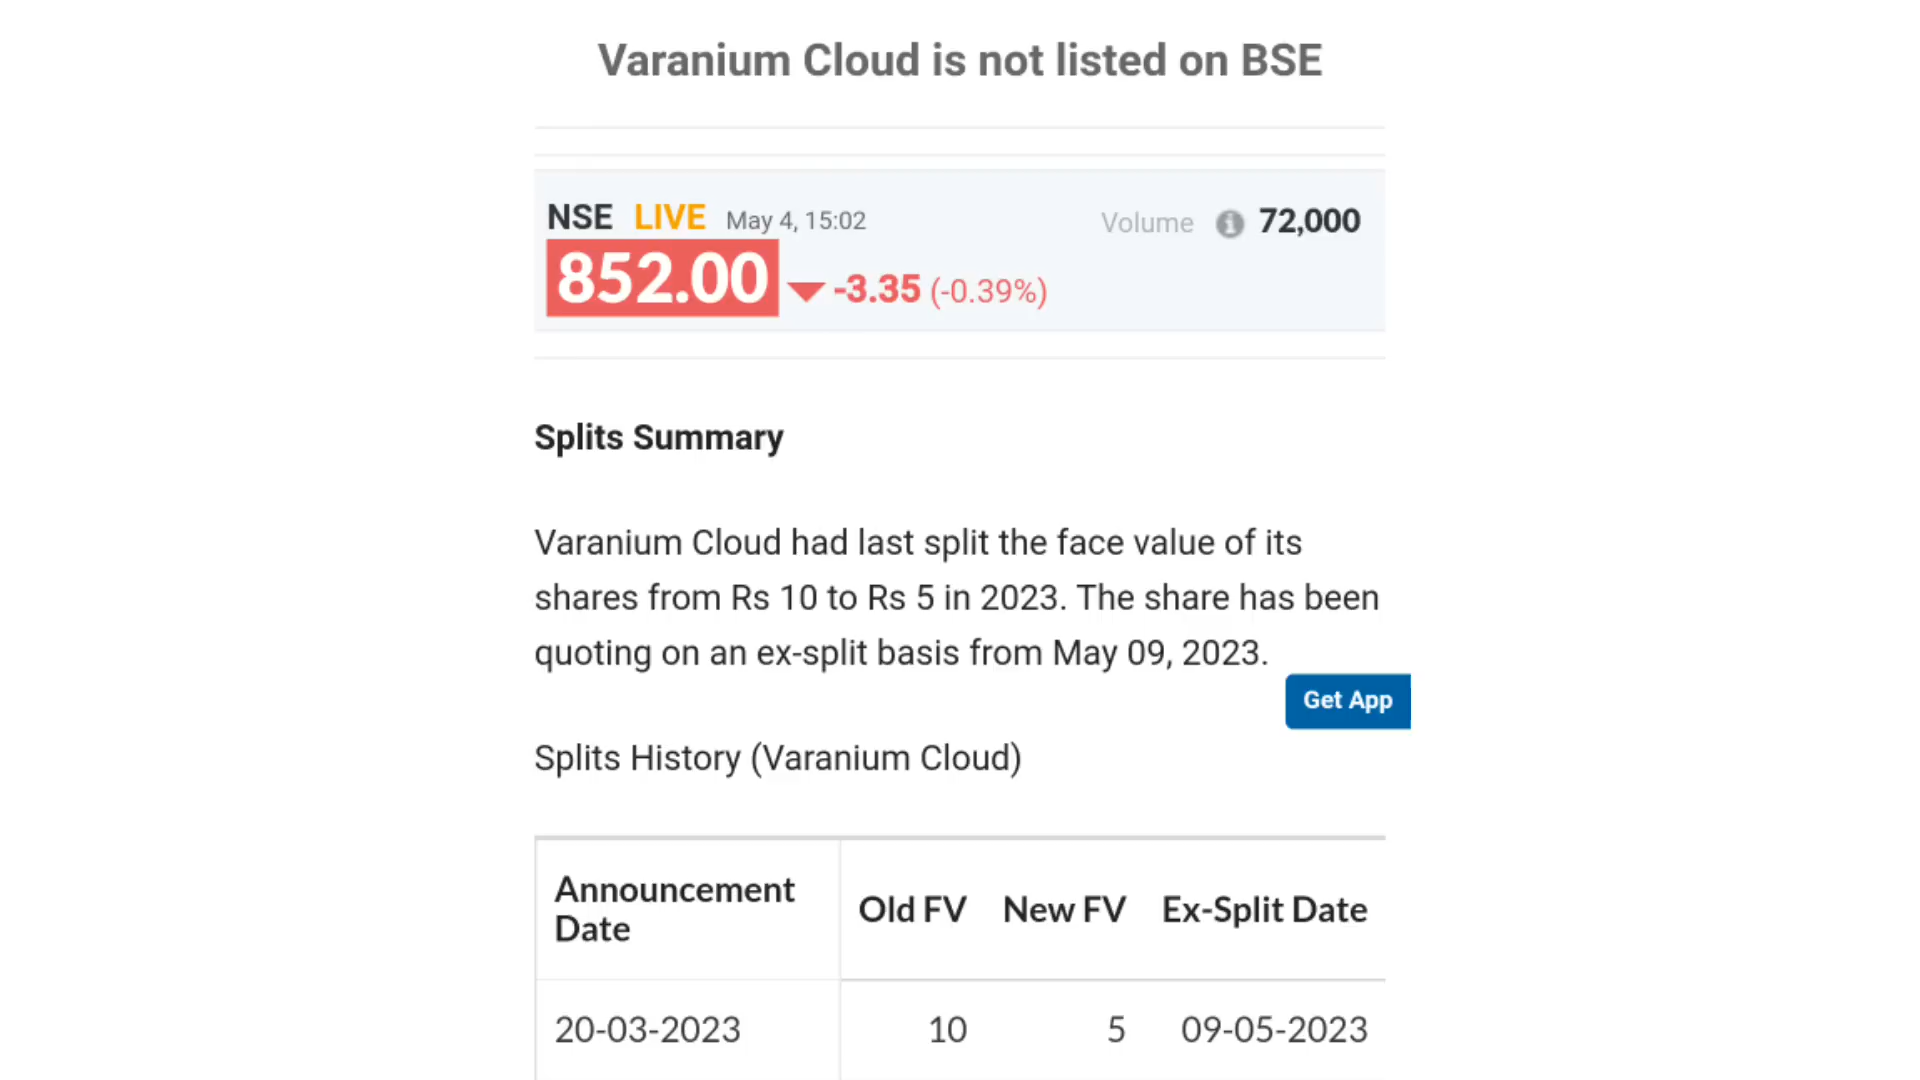 Varanium Cloud is not listed on BSE
NSE LIVE May 4, 15:02 Volume 72,000
852.00 -3.35 (-0.39%)
Splits Summary
Varanium Cloud had last split the face value of its
shares from Rs 10 to Rs 5 in 2023. The share has been
quoting on an ex-split basis from May 09, 2023.
Get App
Splits History (Varanium Cloud)
Announcement
Date
Old FV New FV Ex-Split Date
20-03-2023 10 5 09-05-2023